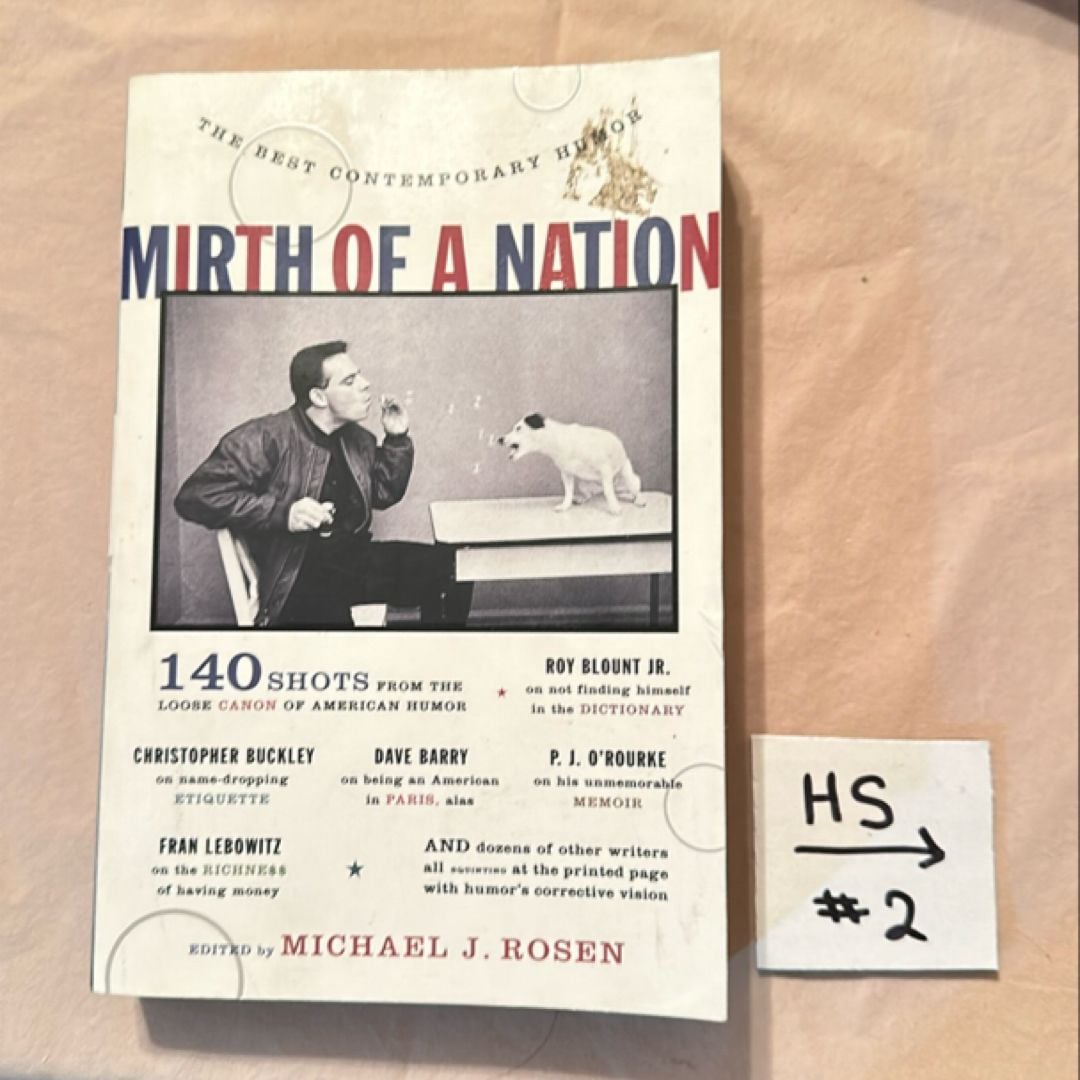 THE BEST CONTEMPORARY HUMOR
MIRTH OF A NATION
140 SHOTS FROM THE
LOOSE CANON OF AMERICAN HUMOR
ROY BLOUNT JR.
on not finding himself
in the DICTIONARY
CHRISTOPHER BUCKLEY
on name-dropping
ETIQUETTE
DAVE BARRY
on being an American
in PARIS, alas
P. J. O'ROURKE
on his unmemorable
MEMOIR
FRAN LEBOWITZ
on the RICHNE$$
of having money
AND dozens of other writers
all SQUINTING at the printed page
with humor's corrective vision
EDITED by MICHAEL J. ROSEN
HS
#2